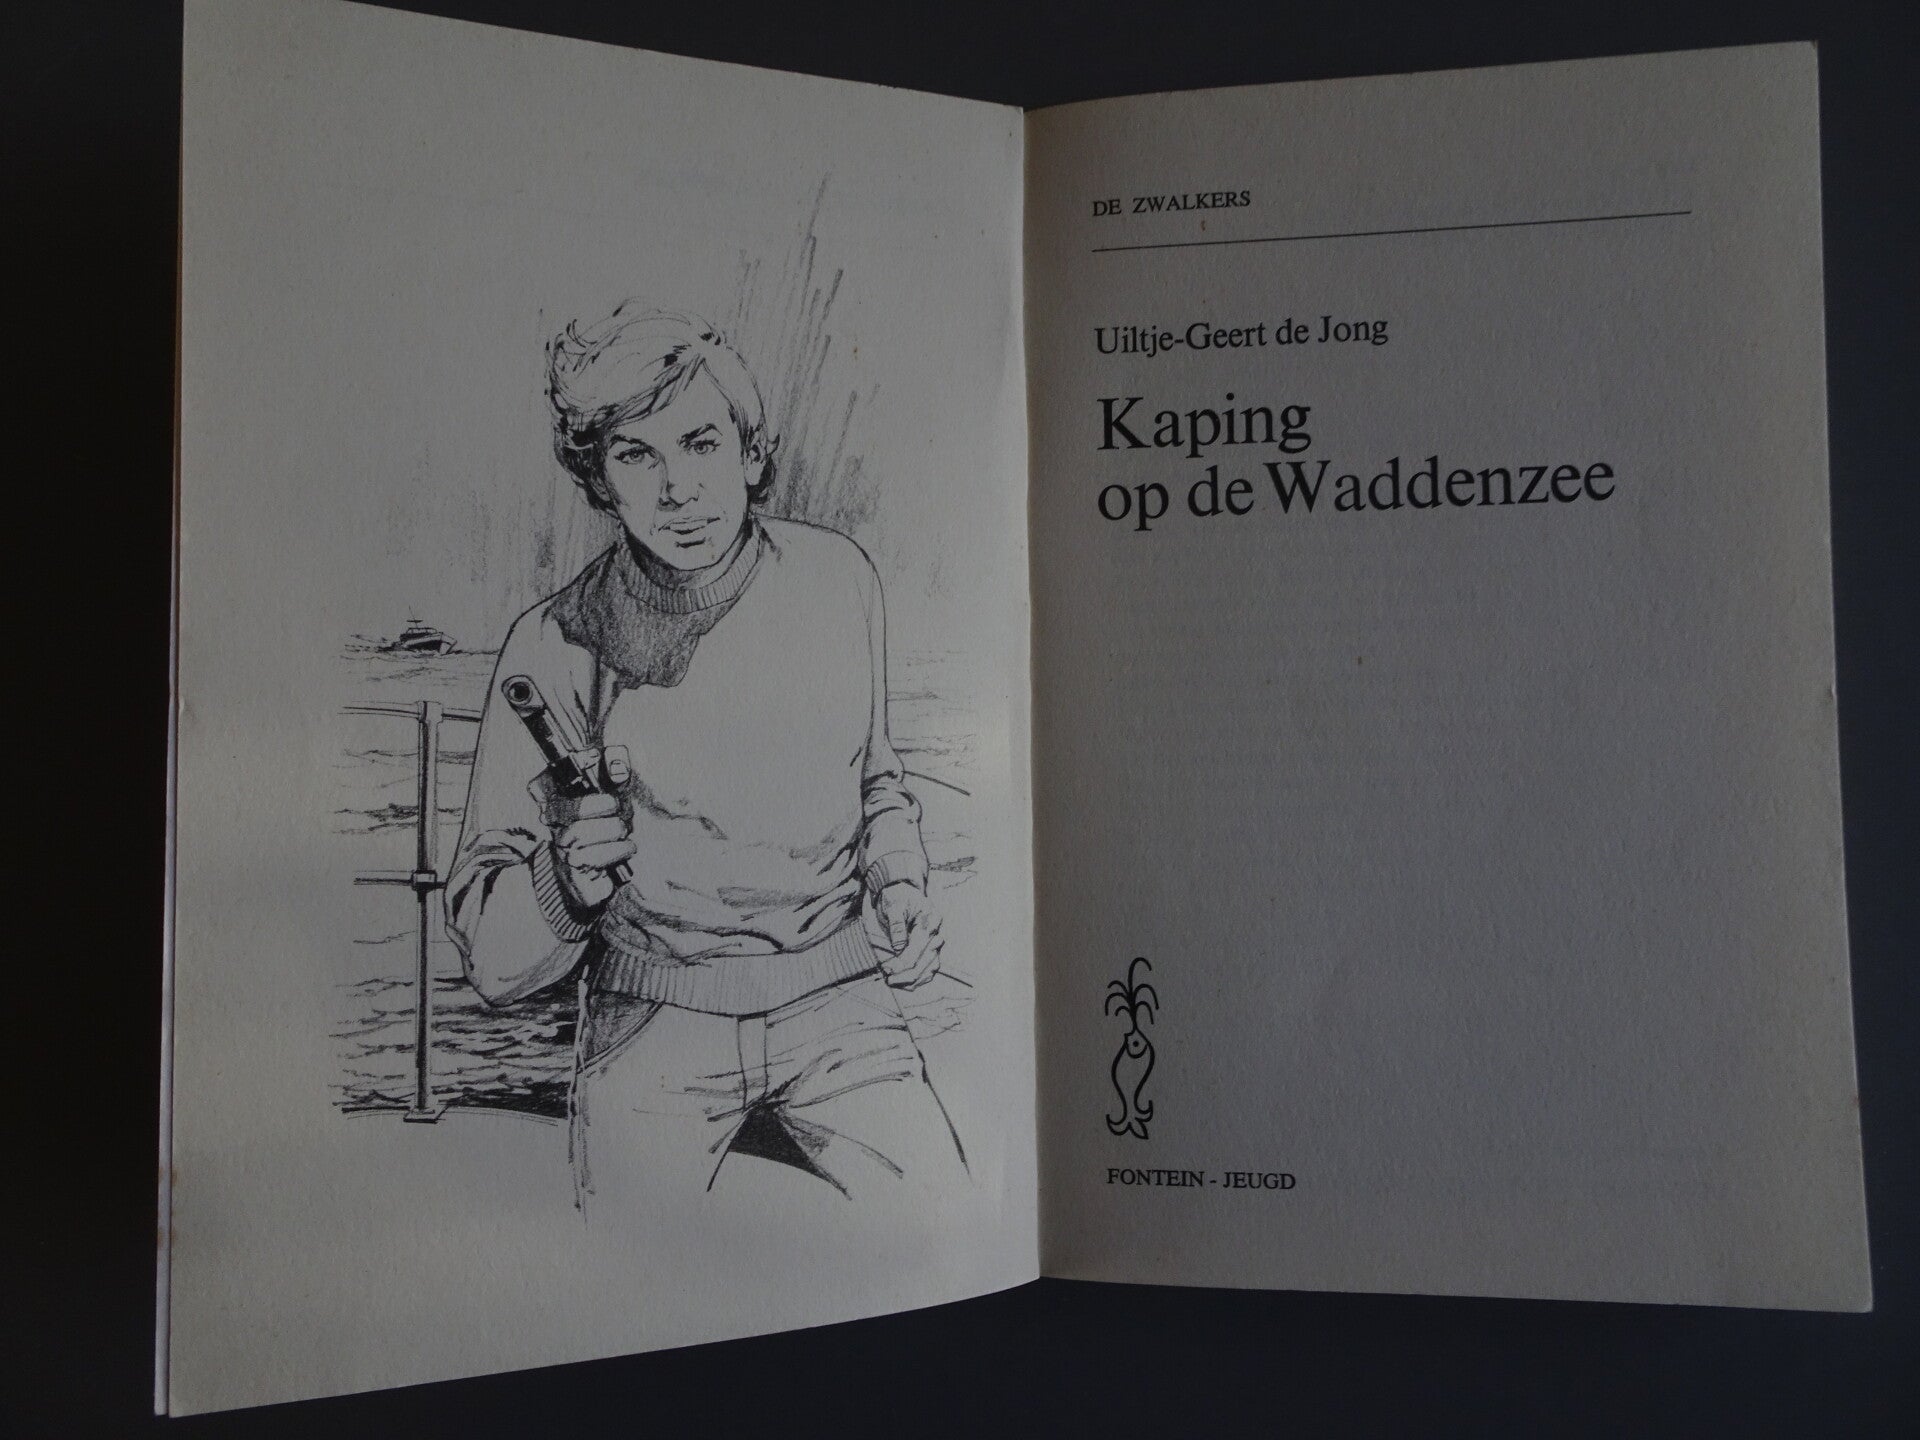 DE ZWALKERS
Uiltje-Geert de Jong
Kaping
op de Waddenzee
FONTEIN - JEUGD